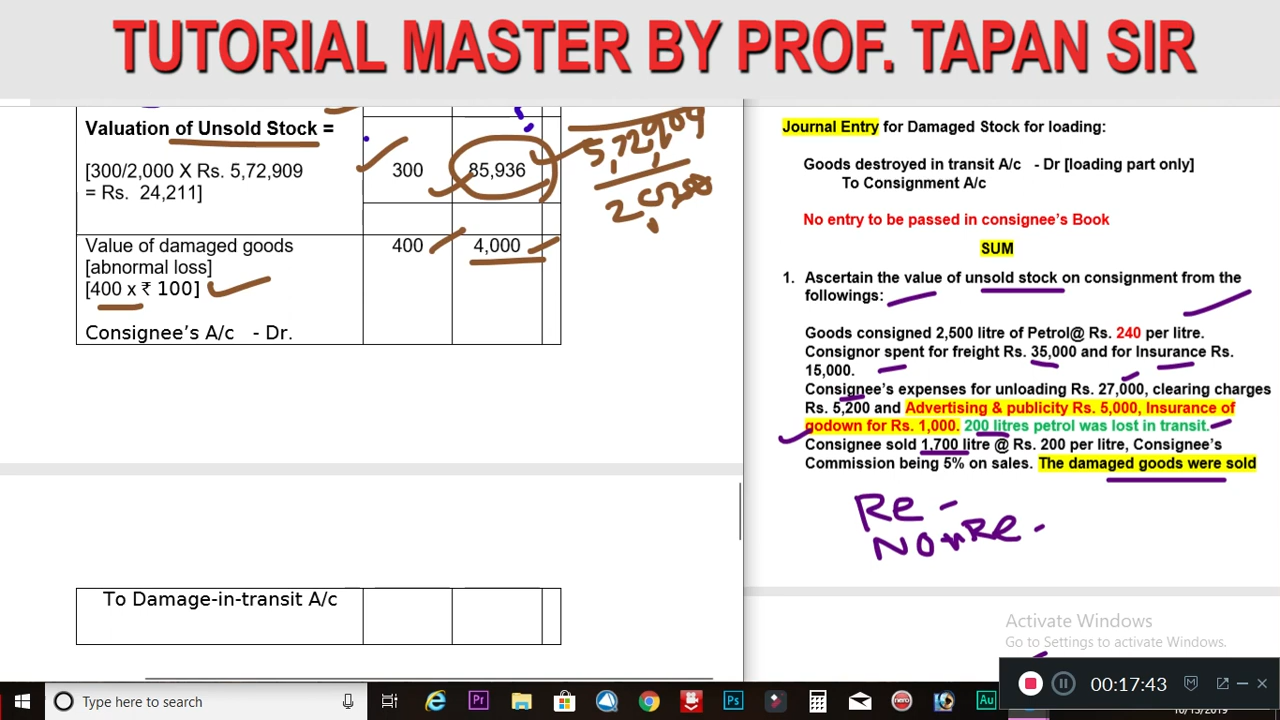 TUTORIAL MASTER BY PROF. TAPAN SIR
Valuation of Unsold Stock =
[300/2,000 X Rs. 5,72,909
= Rs. 24,211]
300
85,936
5,72,909
Value of damaged goods
[abnormal loss]
[400 x ₹ 100]
400
4,000
Consignee’s A/c - Dr.
To Damage-in-transit A/c
Journal Entry for Damaged Stock for loading:
Goods destroyed in transit A/c - Dr [loading part only]
To Consignment A/c
No entry to be passed in consignee’s Book
SUM
1. Ascertain the value of unsold stock on consignment from the
followings:
Goods consigned 2,500 litre of Petrol@ Rs. 240 per litre.
Consignor spent for freight Rs. 35,000 and for Insurance Rs.
15,000.
Consignee’s expenses for unloading Rs. 27,000, clearing charges
Rs. 5,200 and Advertising & publicity Rs. 5,000, Insurance of
godown for Rs. 1,000. 200 litres petrol was lost in transit.
Consignee sold 1,700 litre @ Rs. 200 per litre, Consignee’s
Commission being 5% on sales. The damaged goods were sold
Re -
Non Re -
Activate Windows
Go to Settings to activate Windows.
Type here to search
00:17:43